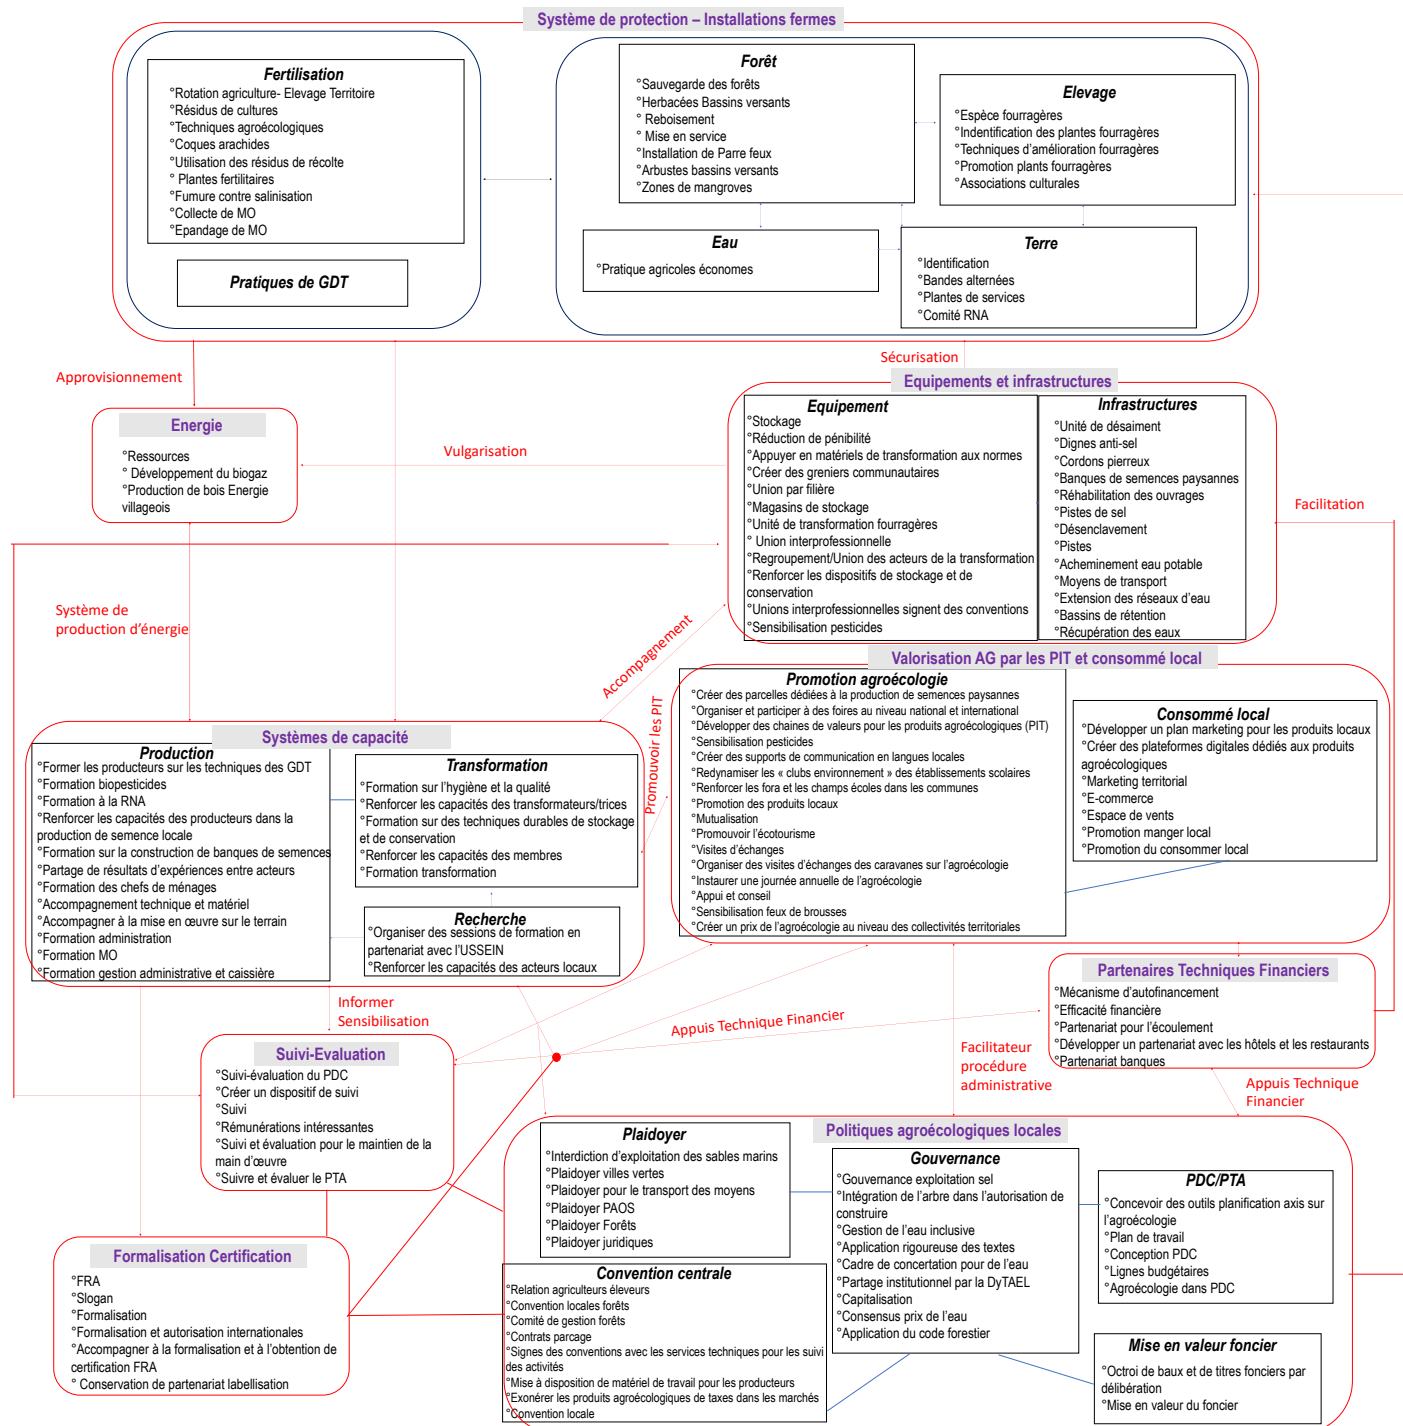 Système de protection – Installations fermes
Fertilisation
°Rotation agriculture- Elevage Territoire
°Résidus de cultures
°Techniques agroécologiques
°Coques arachides
°Utilisation des résidus de récolte
° Plantes fertilitaires
°Fumure contre salinisation
°Collecte de MO
°Epandage de MO
Pratiques de GDT
Forêt
°Sauvegarde des forêts
°Herbacées Bassins versants
° Reboisement
° Mise en service
°Installation de Parre feux
°Arbustes bassins versants
°Zones de mangroves
Elevage
°Espèce fourragères
°Indentification des plantes fourragères
°Techniques d'amélioration fourragères
°Promotion plants fourragères
°Associations culturales
Eau
°Pratique agricoles économes
Terre
°Identification
°Bandes alternées
°Plantes de services
°Comité RNA
Approvisionnement
Sécurisation
Energie
°Ressources
° Développement du biogaz
°Production de bois Energie
villageois
Vulgarisation
Equipements et infrastructures
Equipement
°Stockage
°Réduction de pénibilité
°Appuyer en matériels de transformation aux normes
°Créer des greniers communautaires
°Union par filière
°Magasins de stockage
°Unité de transformation fourragères
° Union interprofessionnelle
°Regroupement/Union des acteurs de la transformation
°Renforcer les dispositifs de stockage et de
conservation
°Unions interprofessionnelles signent des conventions
°Sensibilisation pesticides
Infrastructures
°Unité de désaiment
°Dignes anti-sel
°Cordons pierreux
°Banques de semences paysannes
°Réhabilitation des ouvrages
°Pistes de sel
°Désenclavement
°Pistes
°Acheminement eau potable
°Moyens de transport
°Extension des réseaux d'eau
°Bassins de rétention
°Récupération des eaux
Facilitation
Système de
production d'énergie
Accompagnement
Promouvoir les PIT
Valorisation AG par les PIT et consommé local
Promotion agroécologie
°Créer des parcelles dédiées à la production de semences paysannes
°Organiser et participer à des foires au niveau national et international
°Développer des chaines de valeurs pour les produits agroécologiques (PIT)
°Sensibilisation pesticides
°Créer des supports de communication en langues locales
°Redynamiser les « clubs environnement » des établissements scolaires
°Renforcer les fora et les champs écoles dans les communes
°Promotion des produits locaux
°Mutualisation
°Promouvoir l'écotourisme
°Visites d'échanges
°Organiser des visites d'échanges des caravanes sur l'agroécologie
°Instaurer une journée annuelle de l'agroécologie
°Appui et conseil
°Sensibilisation feux de brousses
°Créer un prix de l'agroécologie au niveau des collectivités territoriales
Consommé local
°Développer un plan marketing pour les produits locaux
°Créer des plateformes digitales dédiés aux produits
agroécologiques
°Marketing territorial
°E-commerce
°Espace de vents
°Promotion manger local
°Promotion du consommer local
Systèmes de capacité
Production
°Former les producteurs sur les techniques des GDT
°Formation biopesticides
°Formation à la RNA
°Renforcer les capacités des producteurs dans la
production de semence locale
°Formation sur la construction de banques de semences
°Partage de résultats d'expériences entre acteurs
°Formation des chefs de ménages
°Accompagnement technique et matériel
°Accompagner à la mise en œuvre sur le terrain
°Formation administration
°Formation MO
°Formation gestion administrative et caissière
Transformation
°Formation sur l'hygiène et la qualité
°Renforcer les capacités des transformateurs/trices
°Formation sur des techniques durables de stockage
et de conservation
°Renforcer les capacités des membres
°Formation transformation
Recherche
°Organiser des sessions de formation en
partenariat avec l'USSEIN
°Renforcer les capacités des acteurs locaux
Informer
Sensibilisation
Appuis Technique Financier
Partenaires Techniques Financiers
°Mécanisme d'autofinancement
°Efficacité financière
°Partenariat pour l'écoulement
°Développer un partenariat avec les hôtels et les restaurants
°Partenariat banques
Suivi-Evaluation
°Suivi-évaluation du PDC
°Créer un dispositif de suivi
°Suivi
°Rémunérations intéressantes
°Suivi et évaluation pour le maintien de la
main d'œuvre
°Suivre et évaluer le PTA
Facilitateur
procédure
administrative
Appuis Technique
Financier
Politiques agroécologiques locales
Plaidoyer
°Interdiction d'exploitation des sables marins
°Plaidoyer villes vertes
°Plaidoyer pour le transport des moyens
°Plaidoyer PAOS
°Plaidoyer Forêts
°Plaidoyer juridiques
Gouvernance
°Gouvernance exploitation sel
°Intégration de l'arbre dans l'autorisation de
construire
°Gestion de l'eau inclusive
°Application rigoureuse des textes
°Cadre de concertation pour de l'eau
°Partage institutionnel par la DyTAEL
°Capitalisation
°Consensus prix de l'eau
°Application du code forestier
PDC/PTA
°Concevoir des outils planification axis sur
l'agroécologie
°Plan de travail
°Conception PDC
°Lignes budgétaires
°Agroécologie dans PDC
Formalisation Certification
°FRA
°Slogan
°Formalisation
°Formalisation et autorisation internationales
°Accompagner à la formalisation et à l'obtention de
certification FRA
° Conservation de partenariat labellisation
Convention centrale
°Relation agriculteurs éleveurs
°Convention locales forêts
°Comité de gestion forêts
°Contrats parcage
°Signes des conventions avec les services techniques pour les suivi
des activités
°Mise à disposition de matériel de travail pour les producteurs
°Exonérer les produits agroécologiques de taxes dans les marchés
°Convention locale
Mise en valeur foncier
°Octroi de baux et de titres fonciers par
délibération
°Mise en valeur du foncier